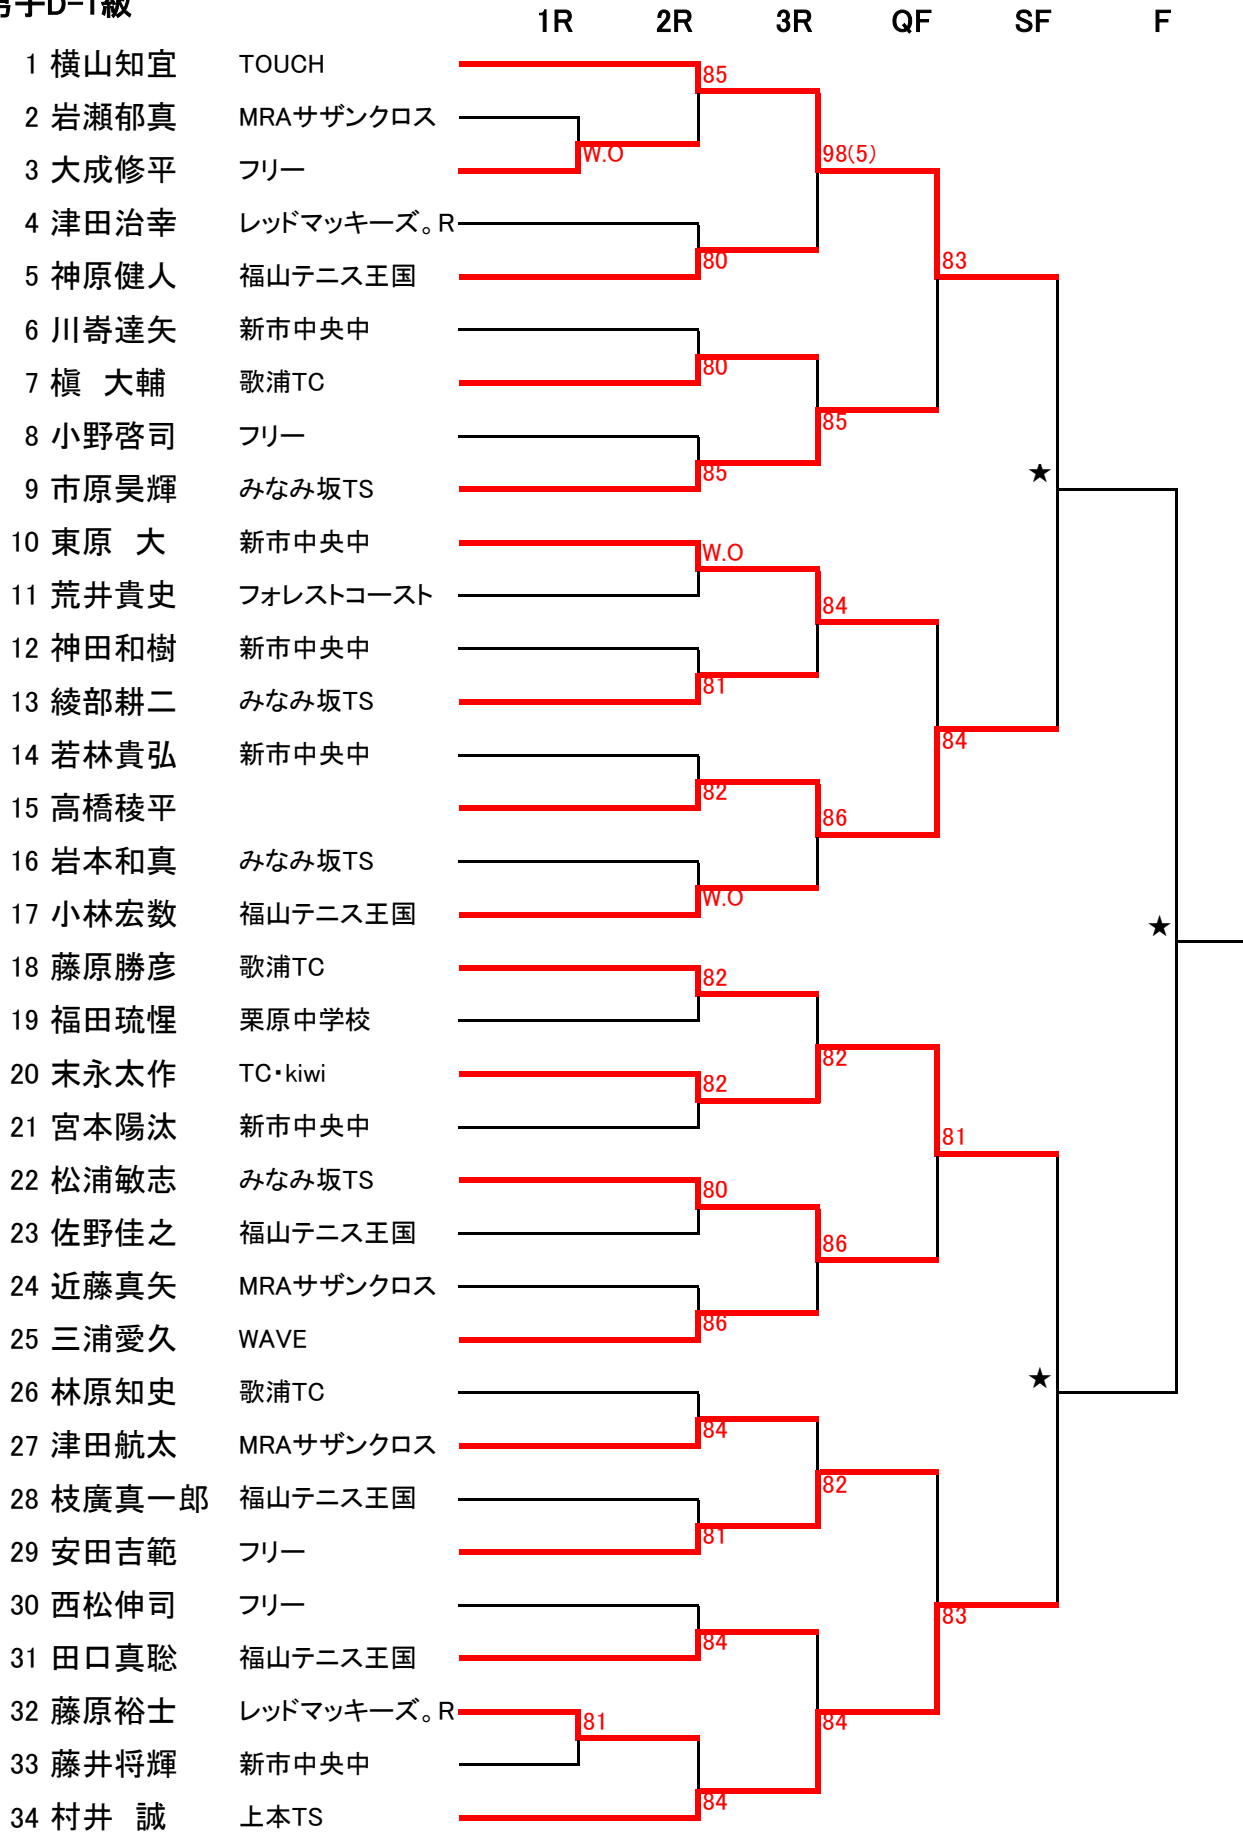 男子D-1級
1R 2R 3R QF SF F
1 横山知宜 TOUCH
85
2 岩瀬郁真 MRAサザンクロス
W.O 98(5)
3 大成修平 フリー
4 津田治幸 レッドマッキーズ。R
80 83
5 神原健人 福山テニス王国
6 川嵜達矢 新市中央中
80
7 槇 大輔 歌浦TC
85
8 小野啓司 フリー
85 ★
9 市原昊輝 みなみ坂TS
10 東原 大 新市中央中
W.O
11 荒井貴史 フォレストコースト
84
12 神田和樹 新市中央中
81
13 綾部耕二 みなみ坂TS
84
14 若林貴弘 新市中央中
82
15 高橋稜平
86
16 岩本和真 みなみ坂TS
W.O
17 小林宏数 福山テニス王国
★
18 藤原勝彦 歌浦TC
82
19 福田琉惺 栗原中学校
82
20 末永太作 TC・kiwi
82
21 宮本陽汰 新市中央中
81
22 松浦敏志 みなみ坂TS
80
23 佐野佳之 福山テニス王国
86
24 近藤真矢 MRAサザンクロス
86
25 三浦愛久 WAVE
★
26 林原知史 歌浦TC
84
27 津田航太 MRAサザンクロス
82
28 枝廣真一郎 福山テニス王国
81
29 安田吉範 フリー
30 西松伸司 フリー
83
84
31 田口真聡 福山テニス王国
32 藤原裕士 レッドマッキーズ。R
81 84
33 藤井将輝 新市中央中
84
34 村井 誠 上本TS